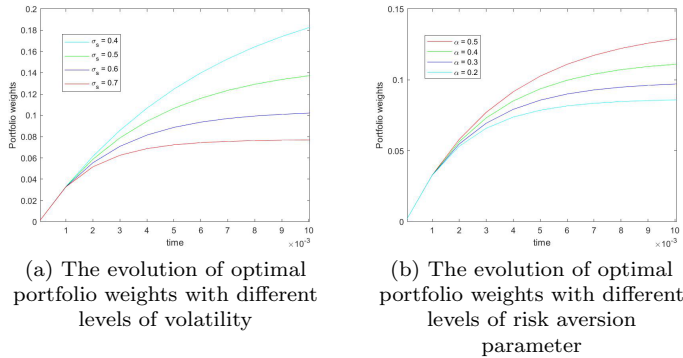 0.2
0.18
0.16
0.14
0.12
0.1
0.08
0.06
0.04
0.02
0
Portfolio weights
σs = 0.4
σs = 0.5
σs = 0.6
σs = 0.7
1 2 3 4 5 6 7 8 9 10
time
×10-3
(a) The evolution of optimal
portfolio weights with different
levels of volatility
0.15
0.1
0.05
0
Portfolio weights
α = 0.5
α = 0.4
α = 0.3
α = 0.2
1 2 3 4 5 6 7 8 9 10
time
×10-3
(b) The evolution of optimal
portfolio weights with different
levels of risk aversion
parameter